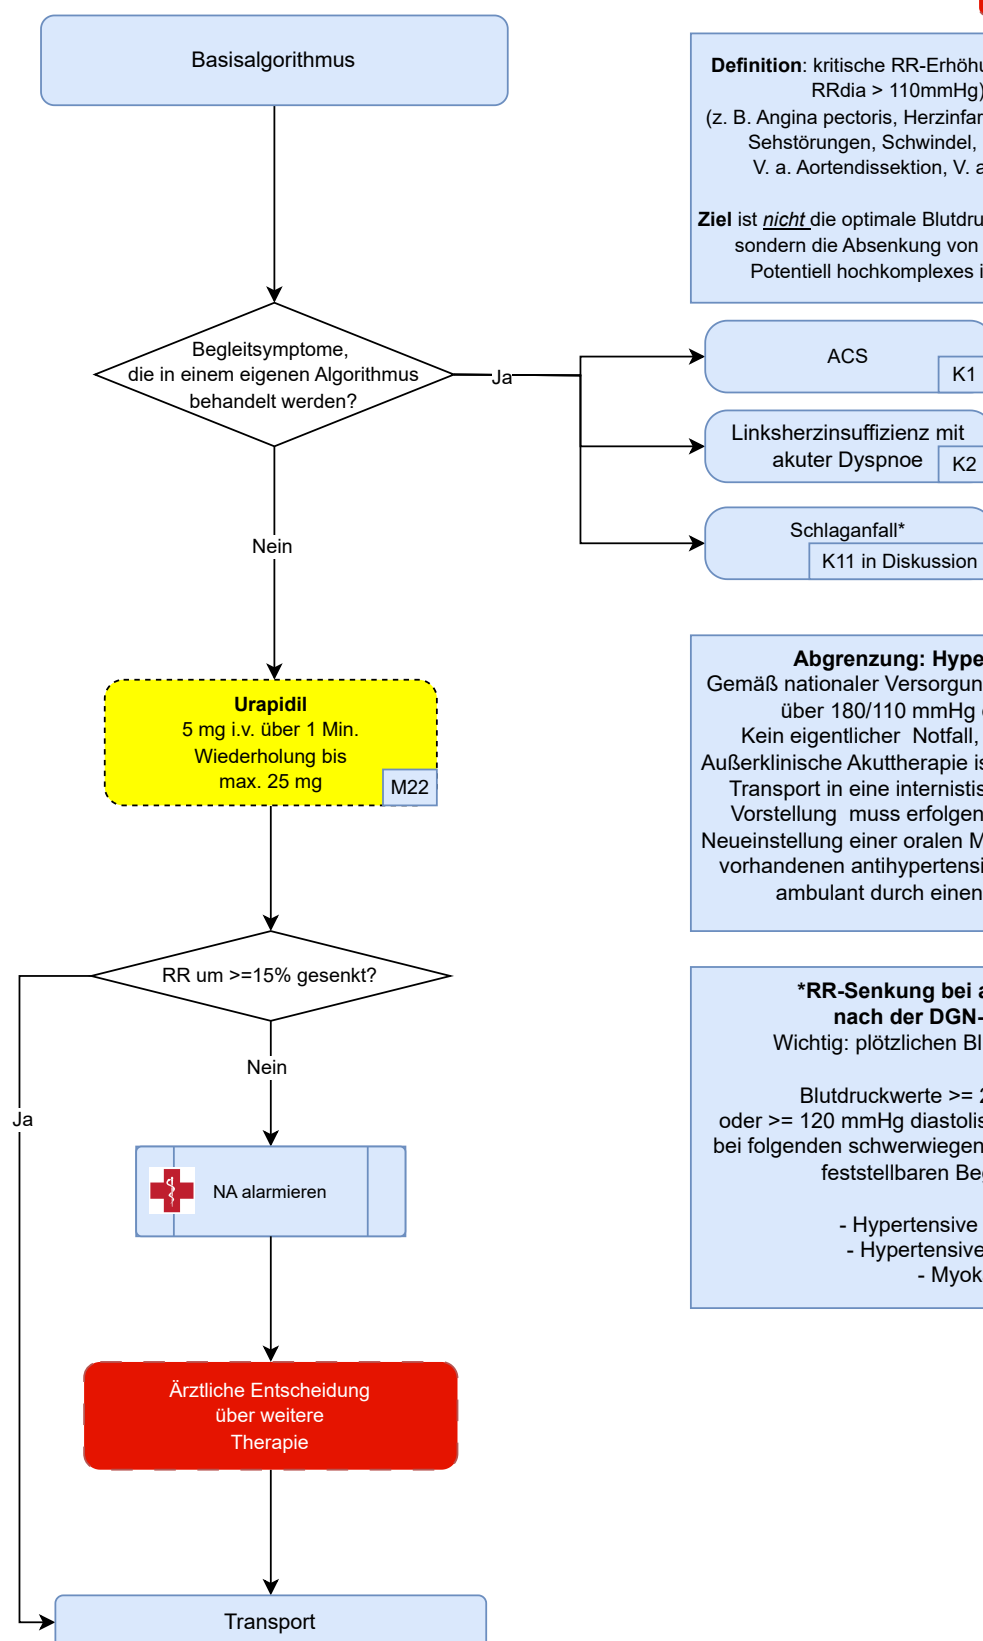 Basisalgorithmus
Definition: kritische RR-Erhöhu
RRdia > 110mmHg)
(z. B. Angina pectoris, Herzinfar
Sehstörungen, Schwindel,
V. a. Aortendissektion, V. a
Ziel ist nicht die optimale Blutdru
sondern die Absenkung von
Potentiell hochkomplexes i
Begleitsymptome,
die in einem eigenen Algorithmus
behandelt werden?
Ja
ACS
K1
Linksherzinsuffizienz mit
akuter Dyspnoe
K2
Schlaganfall*
K11 in Diskussion
Nein
Urapidil
5 mg i.v. über 1 Min.
Wiederholung bis
max. 25 mg
M22
Abgrenzung: Hype
Gemäß nationaler Versorgun
über 180/110 mmHg
Kein eigentlicher Notfall,
Außerklinische Akuttherapie is
Transport in eine internistis
Vorstellung muss erfolgen
Neueinstellung einer oralen M
vorhandenen antihypertensi
ambulant durch einen
RR um >=15% gesenkt?
Nein
Ja
*RR-Senkung bei a
nach der DGN-
Wichtig: plötzlichen Bl
Blutdruckwerte >= 2
oder >= 120 mmHg diastolis
bei folgenden schwerwiegen
feststellbaren Beg
- Hypertensive
- Hypertensive
- Myok
NA alarmieren
Ärztliche Entscheidung
über weitere
Therapie
Transport